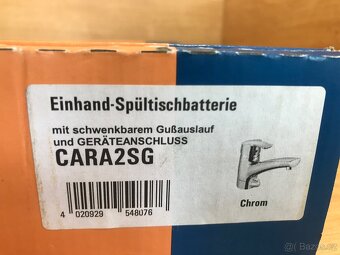 Einhand-Spültischbatterie
mit schwenkbarem Gußauslauf
und GERÄTEANSCHLUSS
CARA2SG
Chrom
4 020929 548076